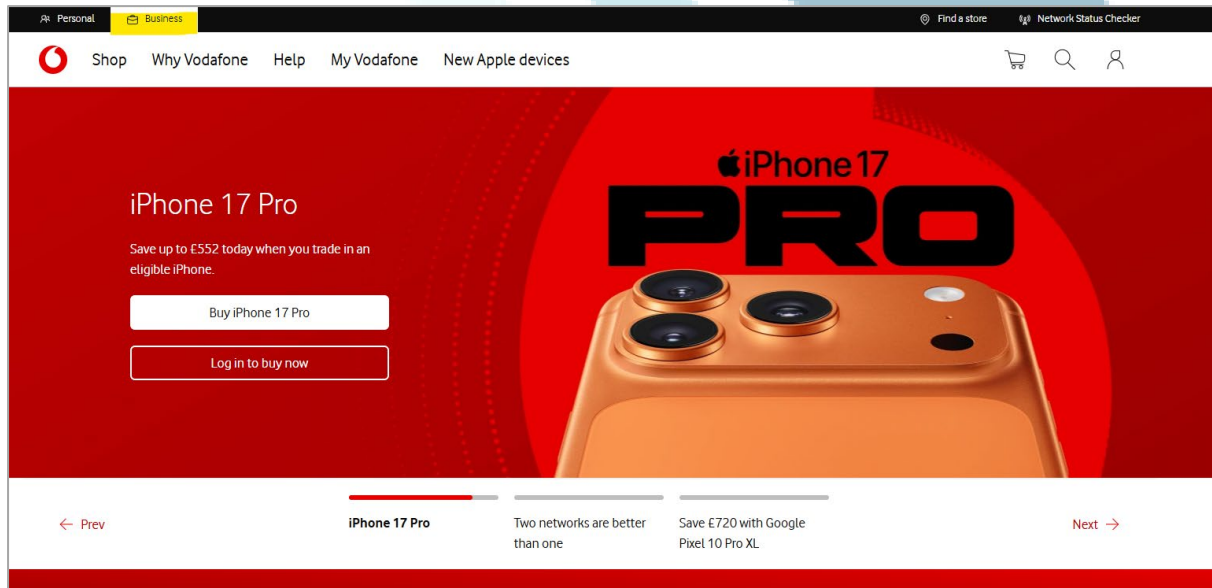 Personal
Business
Find a store
Network Status Checker
Shop
Why Vodafone
Help
My Vodafone
New Apple devices
iPhone 17
PRO
iPhone 17 Pro
Save up to £552 today when you trade in an
eligible iPhone.
Buy iPhone 17 Pro
Log in to buy now
← Prev
iPhone 17 Pro
Two networks are better
than one
Save £720 with Google
Pixel 10 Pro XL
Next →